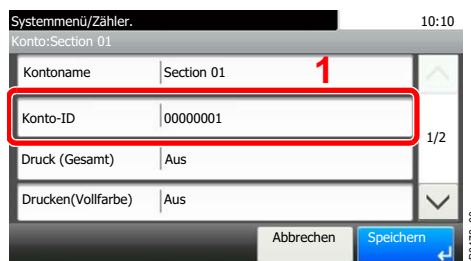 Systemmenü/Zähler. 10:10
Konto:Section 01
Kontoname Section 01 1
Konto-ID 00000001
1/2
Druck (Gesamt) Aus
Drucken(Vollfarbe) Aus
Abbrechen Speichern